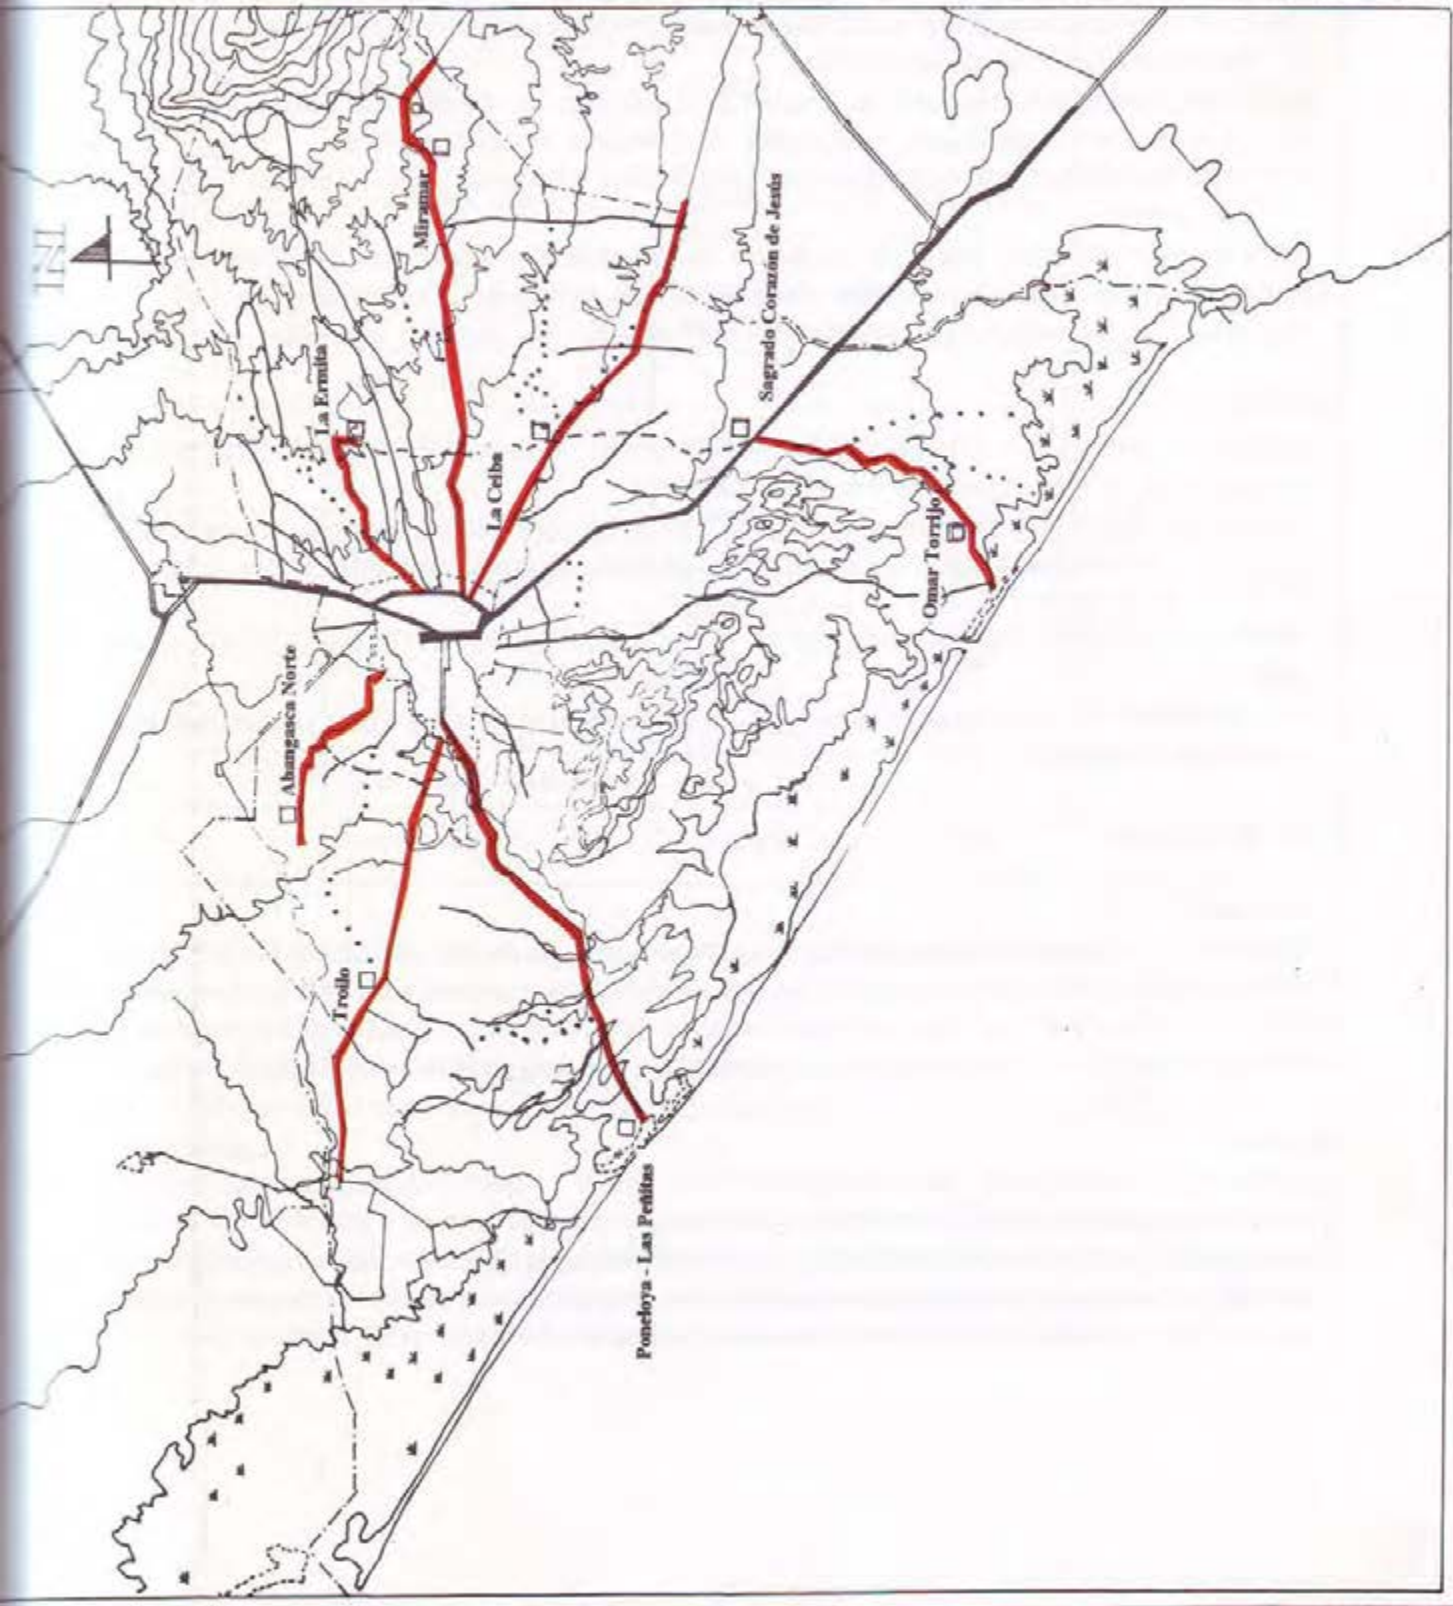 Miramar
La Ermita
Sagrado Corazón de Jesús
La Ceiba
Omar Torrijo
Abangasca Norte
Troilo
Poneloya - Las Peñitas